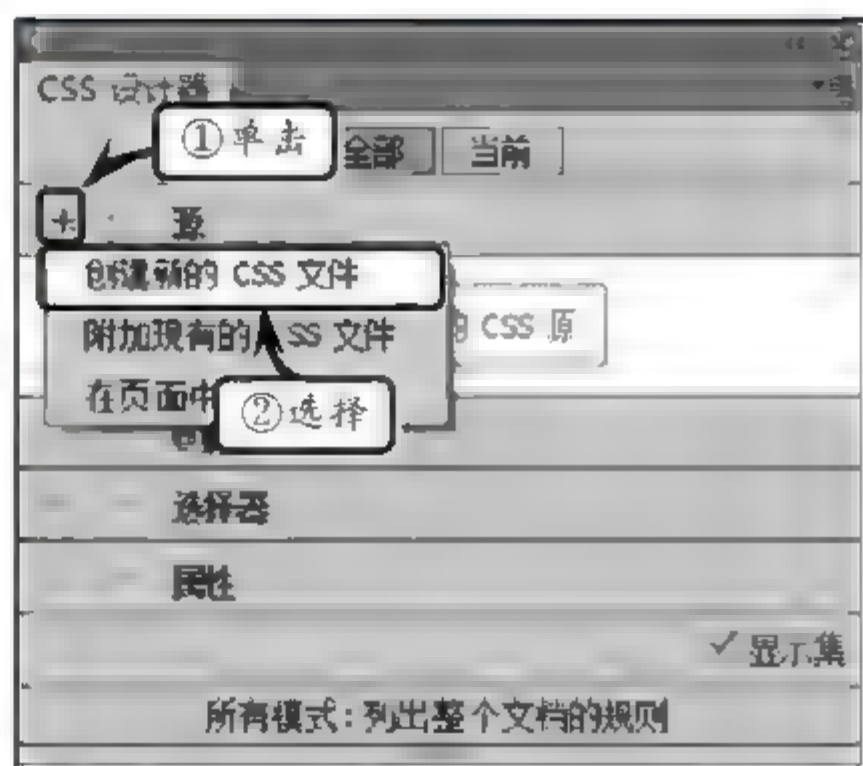 CSS 设计器
①单击
全部 当前
+ 源
创建新的 CSS 文件
附加现有的 SS 文件
CSS 原
在页面中
②选择
选择器
属性
✓ 显示集
所有模式:列出整个文档的规则